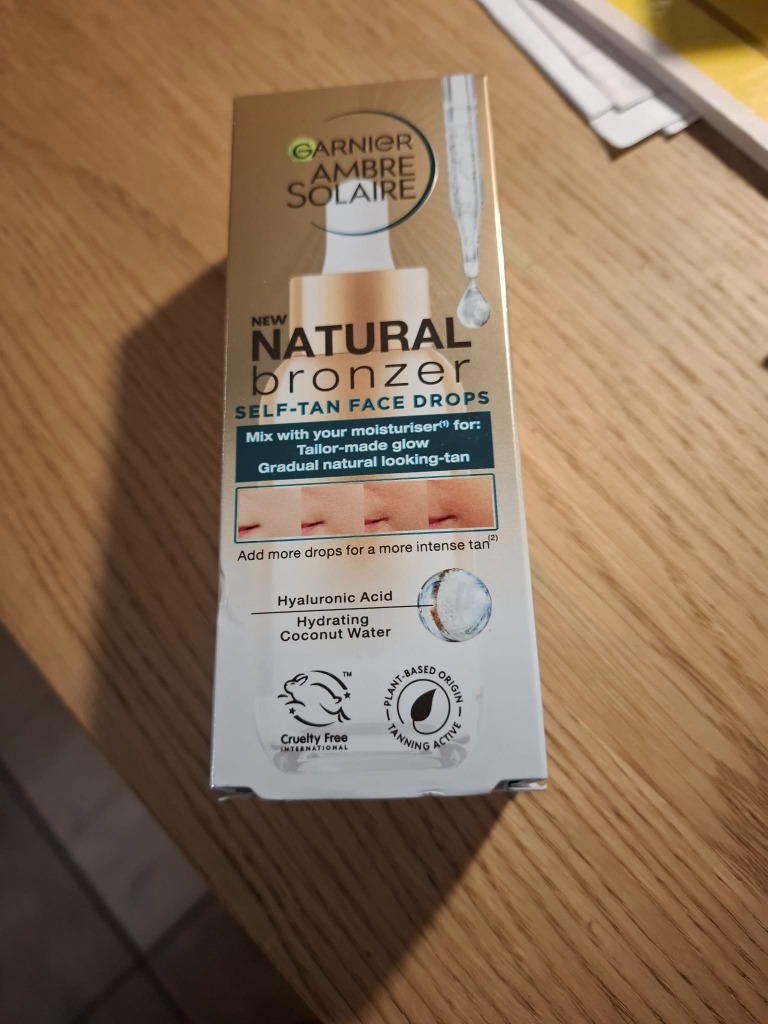 GARNIER
AMBRE
SOLAIRE
NEW
NATURAL
bronzer
SELF-TAN FACE DROPS
Mix with your moisturiser(1) for:
Tailor-made glow
Gradual natural looking-tan
Add more drops for a more intense tan(2)
Hyaluronic Acid
Hydrating
Coconut Water
TM
Cruelty Free
INTERNATIONAL
PLANT-BASED ORIGIN
TANNING ACTIVE